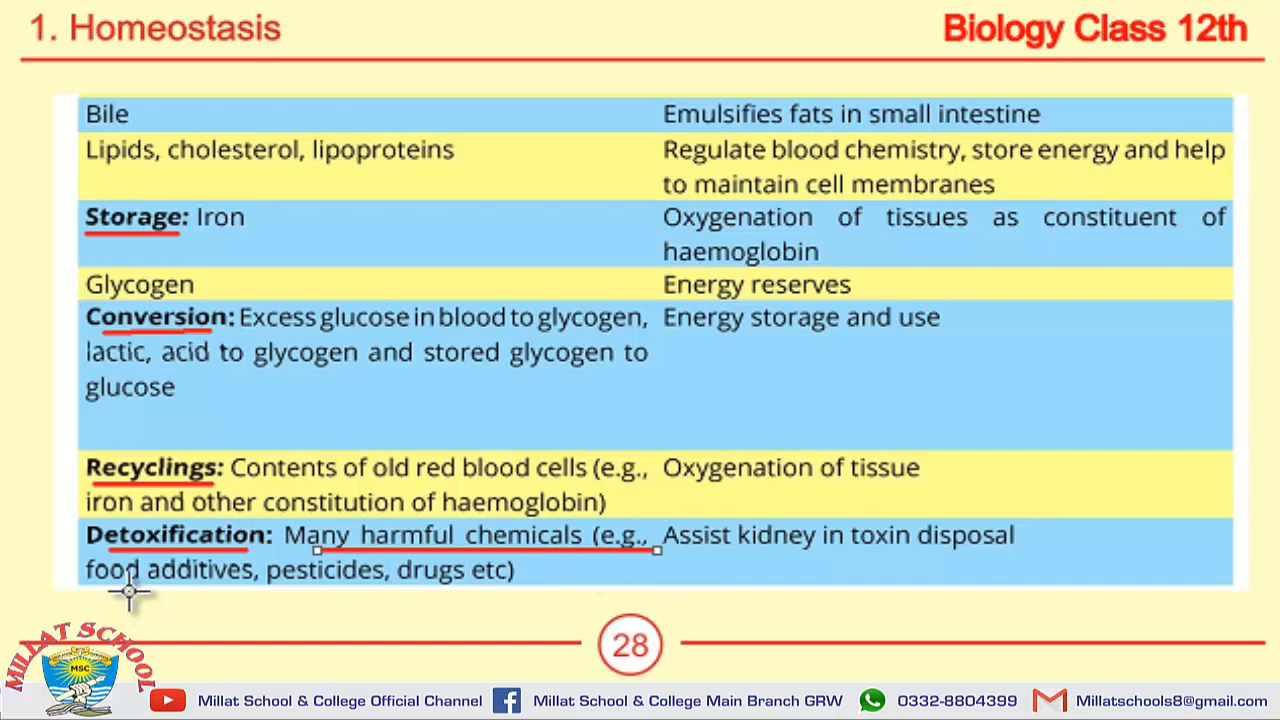 1. Homeostasis
Biology Class 12th
Bile
Emulsifies fats in small intestine
Lipids, cholesterol, lipoproteins
Regulate blood chemistry, store energy and help
to maintain cell membranes
Storage: Iron
Oxygenation of tissues as constituent of
haemoglobin
Glycogen
Energy reserves
Conversion: Excess glucose in blood to glycogen,
lactic, acid to glycogen and stored glycogen to
glucose
Energy storage and use
Recyclings: Contents of old red blood cells (e.g.,
iron and other constitution of haemoglobin)
Oxygenation of tissue
Detoxification: Many harmful chemicals (e.g.,
food additives, pesticides, drugs etc)
Assist kidney in toxin disposal
28
MILLAT SCHOOL
MSC
Millat School & College Official Channel
Millat School & College Main Branch GRW
0332-8804399
Millatschools8@gmail.com